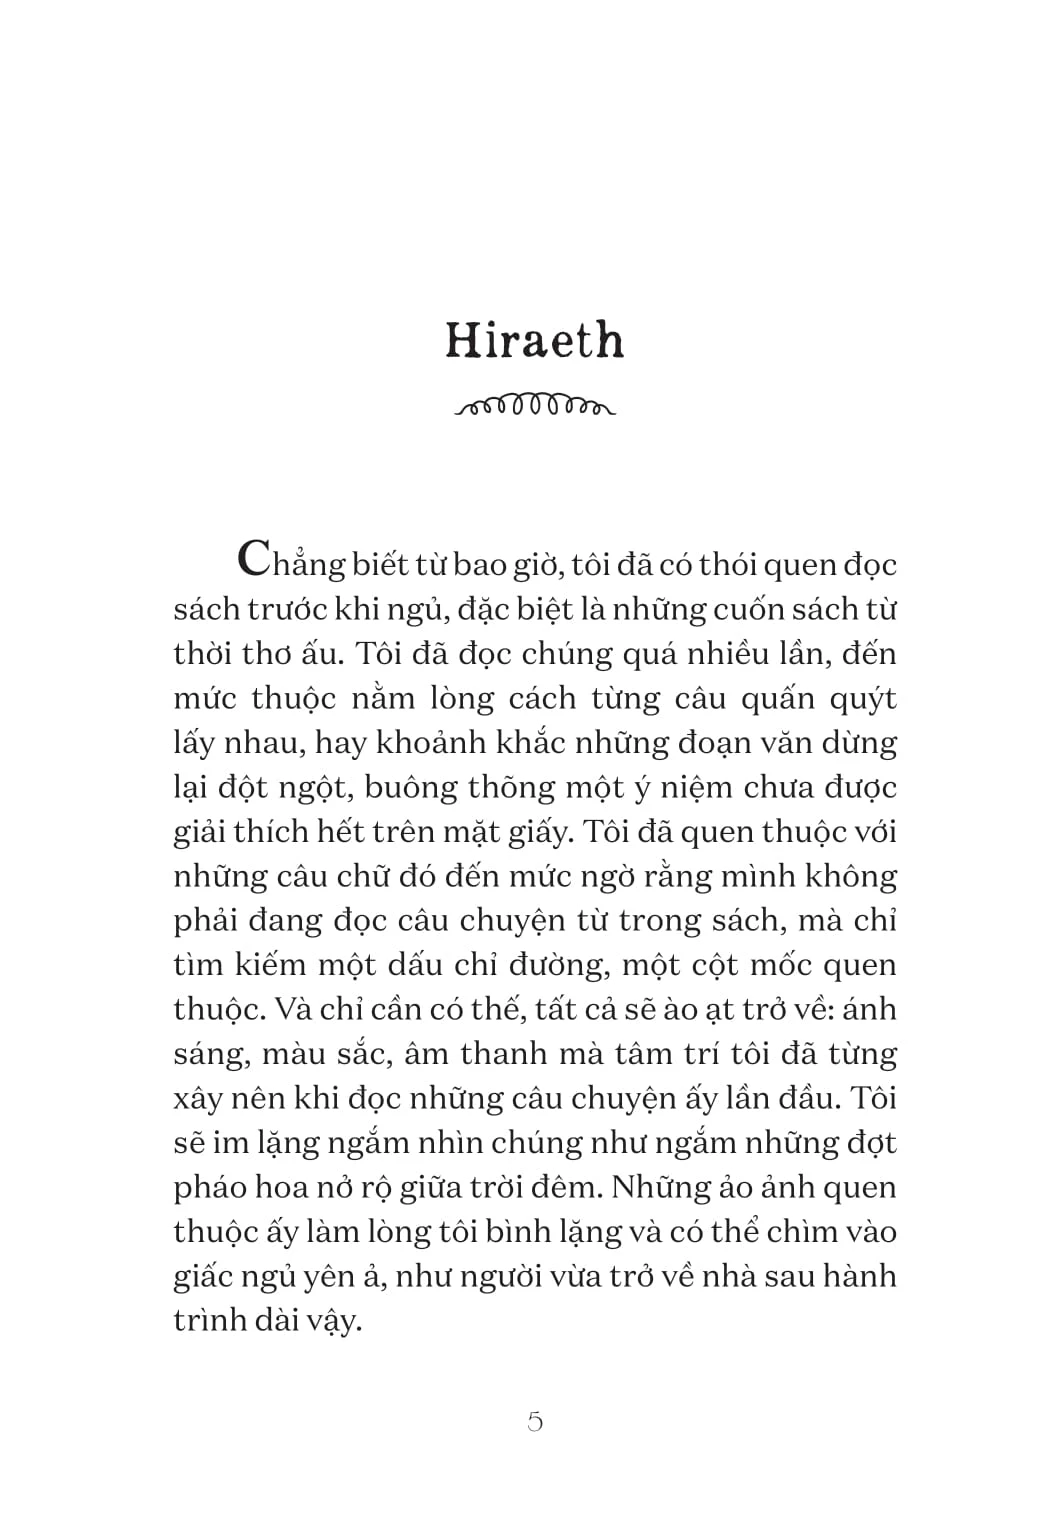 Hiraeth
Chẳng biết từ bao giờ, tôi đã có thói quen đọc
sách trước khi ngủ, đặc biệt là những cuốn sách từ
thời thơ ấu. Tôi đã đọc chúng quá nhiều lần, đến
mức thuộc nằm lòng cách từng câu quấn quýt
lấy nhau, hay khoảnh khắc những đoạn văn dừng
lại đột ngột, buông thõng một ý niệm chưa được
giải thích hết trên mặt giấy. Tôi đã quen thuộc với
những câu chữ đó đến mức ngờ rằng mình không
phải đang đọc câu chuyện từ trong sách, mà chỉ
tìm kiếm một dấu chỉ đường, một cột mốc quen
thuộc. Và chỉ cần có thế, tất cả sẽ ào ạt trở về: ánh
sáng, màu sắc, âm thanh mà tâm trí tôi đã từng
xây nên khi đọc những câu chuyện ấy lần đầu. Tôi
sẽ im lặng ngắm nhìn chúng như ngắm những đợt
pháo hoa nở rộ giữa trời đêm. Những ảo ảnh quen
thuộc ấy làm lòng tôi bình lặng và có thể chìm vào
giấc ngủ yên ả, như người vừa trở về nhà sau hành
trình dài vậy.
5